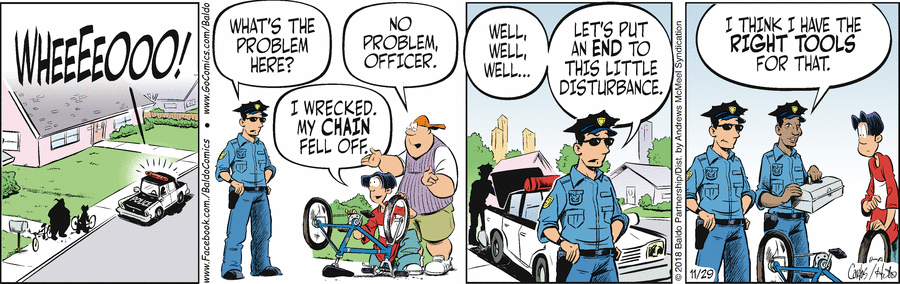 WHEEEEOOO!
POLICE
www.Facebook.com/BaldoComics • www.GoComics.com/Baldo
WHAT'S THE
PROBLEM
HERE?
NO
PROBLEM,
OFFICER.
I WRECKED.
MY CHAIN
FELL OFF.
WELL,
WELL,
WELL...
LET'S PUT
AN END TO
THIS LITTLE
DISTURBANCE.
©2018 Baldo Partnership/Dist. by Andrews McMeel Syndication
I THINK I HAVE THE
RIGHT TOOLS
FOR THAT.
11/29